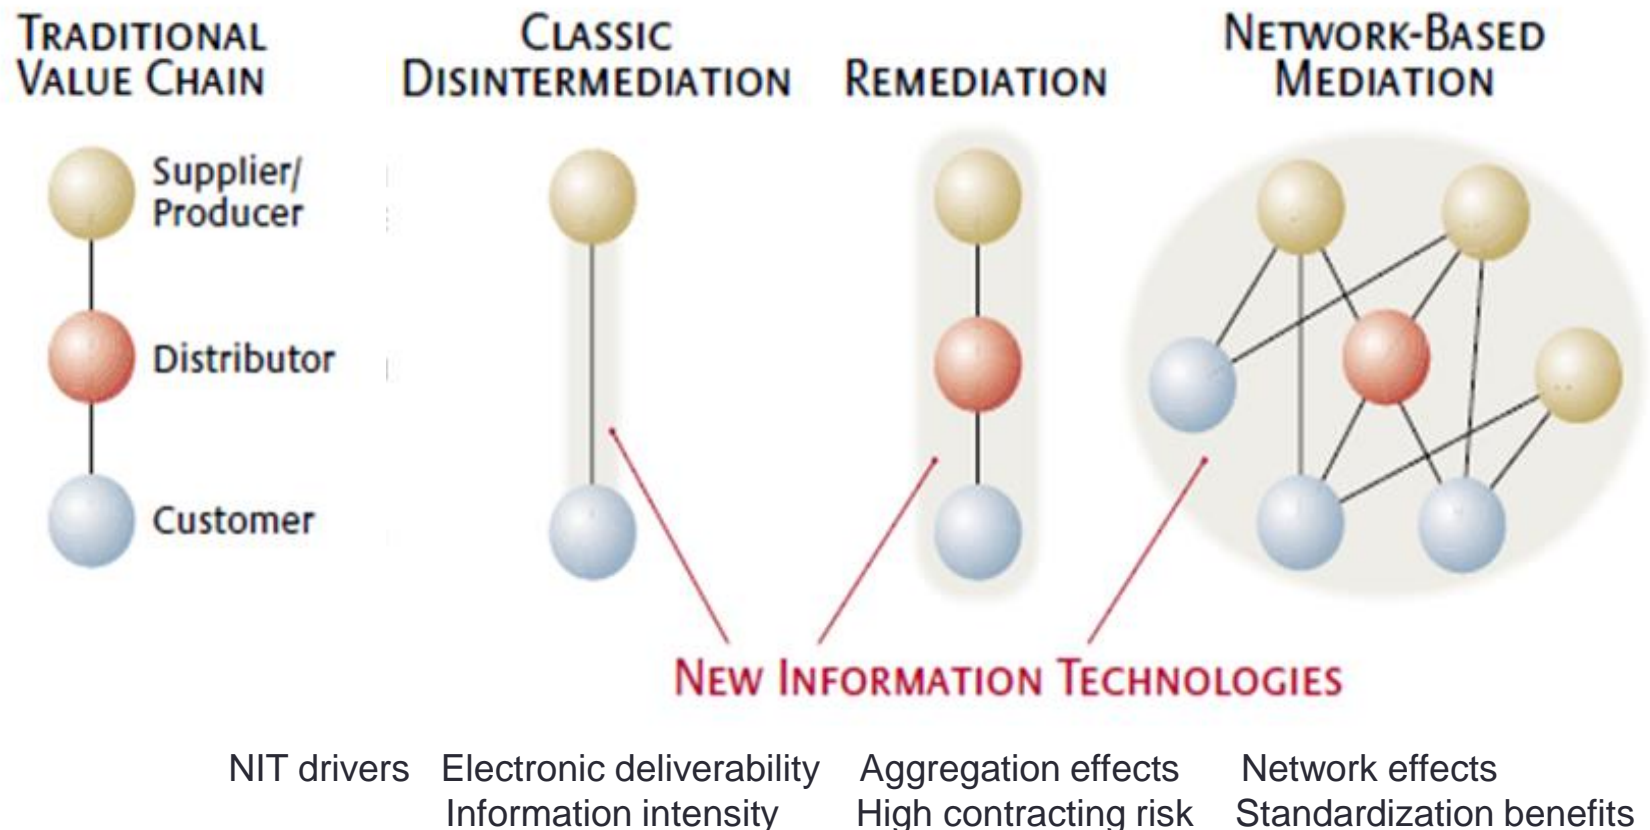 TRADITIONAL
VALUE CHAIN
CLASSIC
DISINTERMEDIATION
REMEDIATION
NETWORK-BASED
MEDIATION
Supplier/
Producer
Distributor
Customer
NEW INFORMATION TECHNOLOGIES
NIT drivers Electronic deliverability Aggregation effects Network effects
Information intensity High contracting risk Standardization benefits